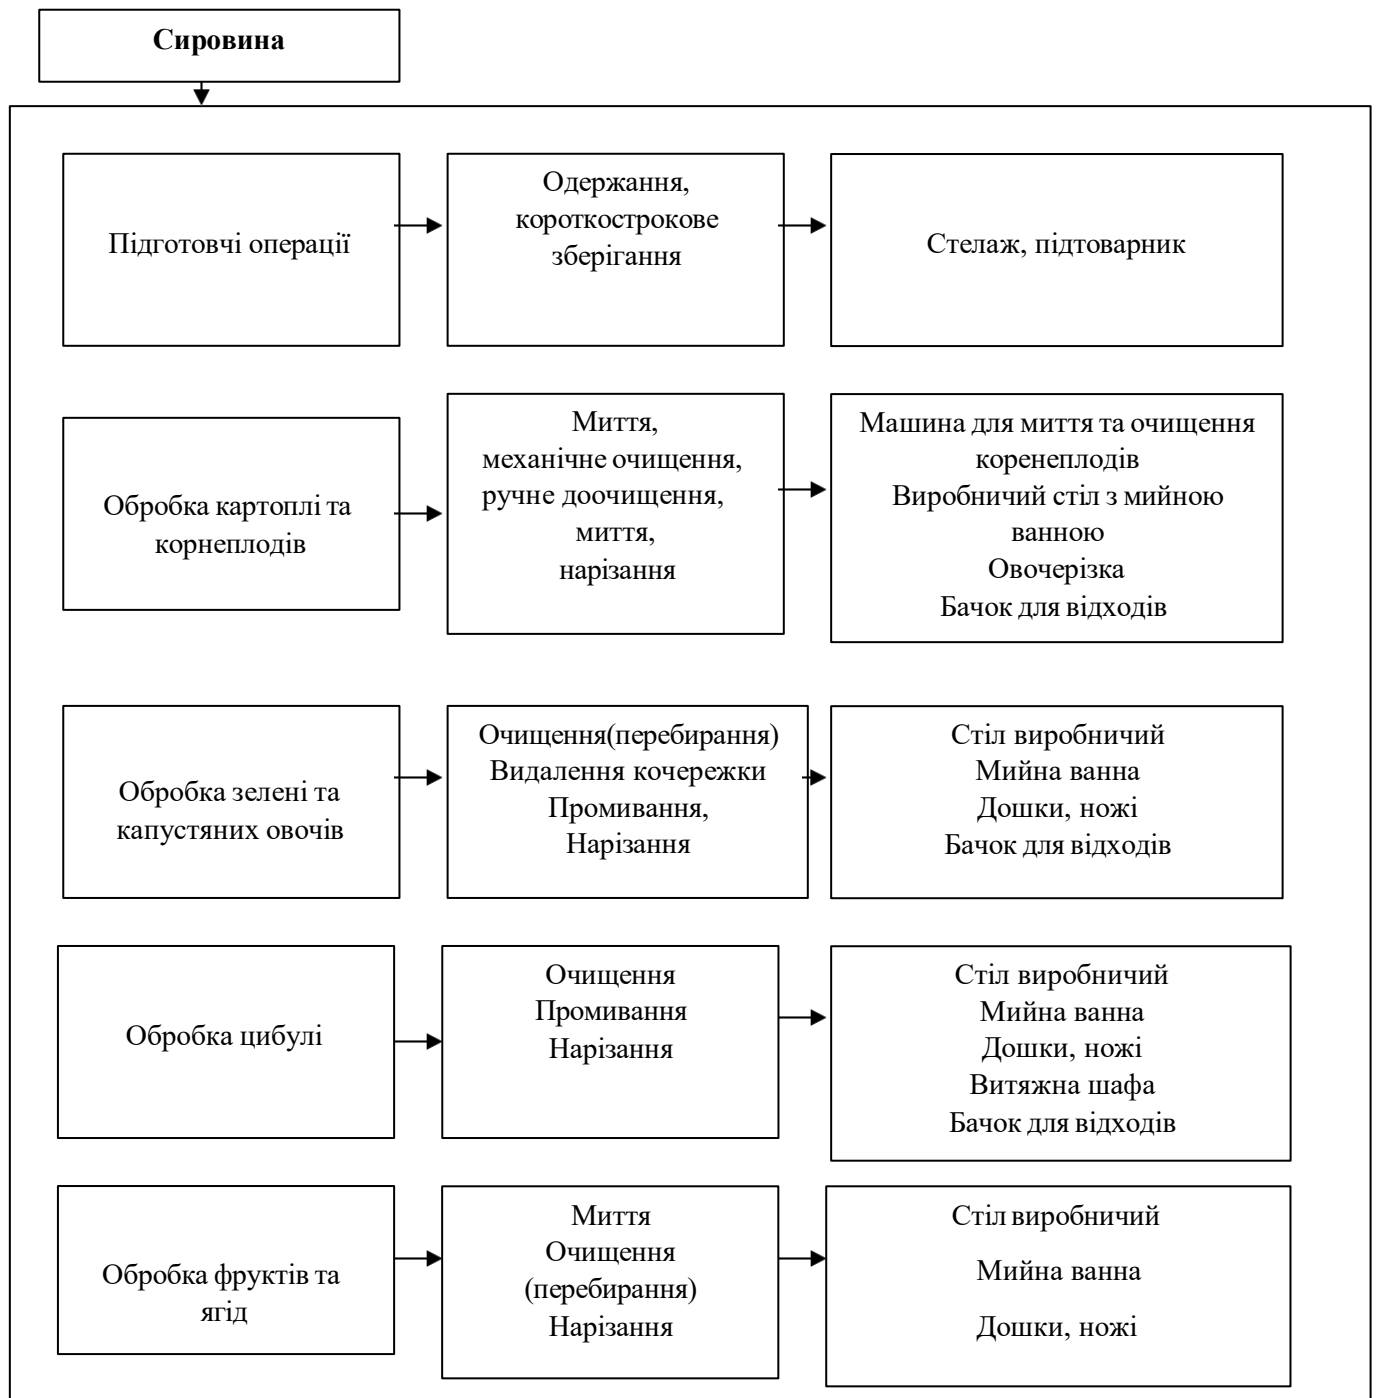 Сировина
Підготовчі операції
Одержання,
короткострокове
зберігання
Стелаж, підтоварник
Обробка картоплі та
корнеплодів
Миття,
механічне очищення,
ручне доочищення,
миття,
нарізання
Машина для миття та очищення
коренеплодів
Виробничий стіл з мийною
ванною
Овочерізка
Бачок для відходів
Обробка зелені та
капустяних овочів
Очищення(перебирання)
Видалення кочережки
Промивання,
Нарізання
Стіл виробничий
Мийна ванна
Дошки, ножі
Бачок для відходів
Обробка цибулі
Очищення
Промивання
Нарізання
Стіл виробничий
Мийна ванна
Дошки, ножі
Витяжна шафа
Бачок для відходів
Обробка фруктів та
ягід
Миття
Очищення
(перебирання)
Нарізання
Стіл виробничий
Мийна ванна
Дошки, ножі